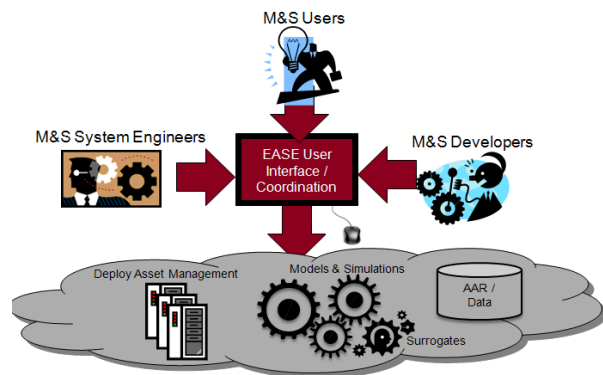 M&S Users
M&S System Engineers
EASE User
Interface /
Coordination
M&S Developers
Deploy Asset Management
Models & Simulations
AAR /
Data
Surrogates